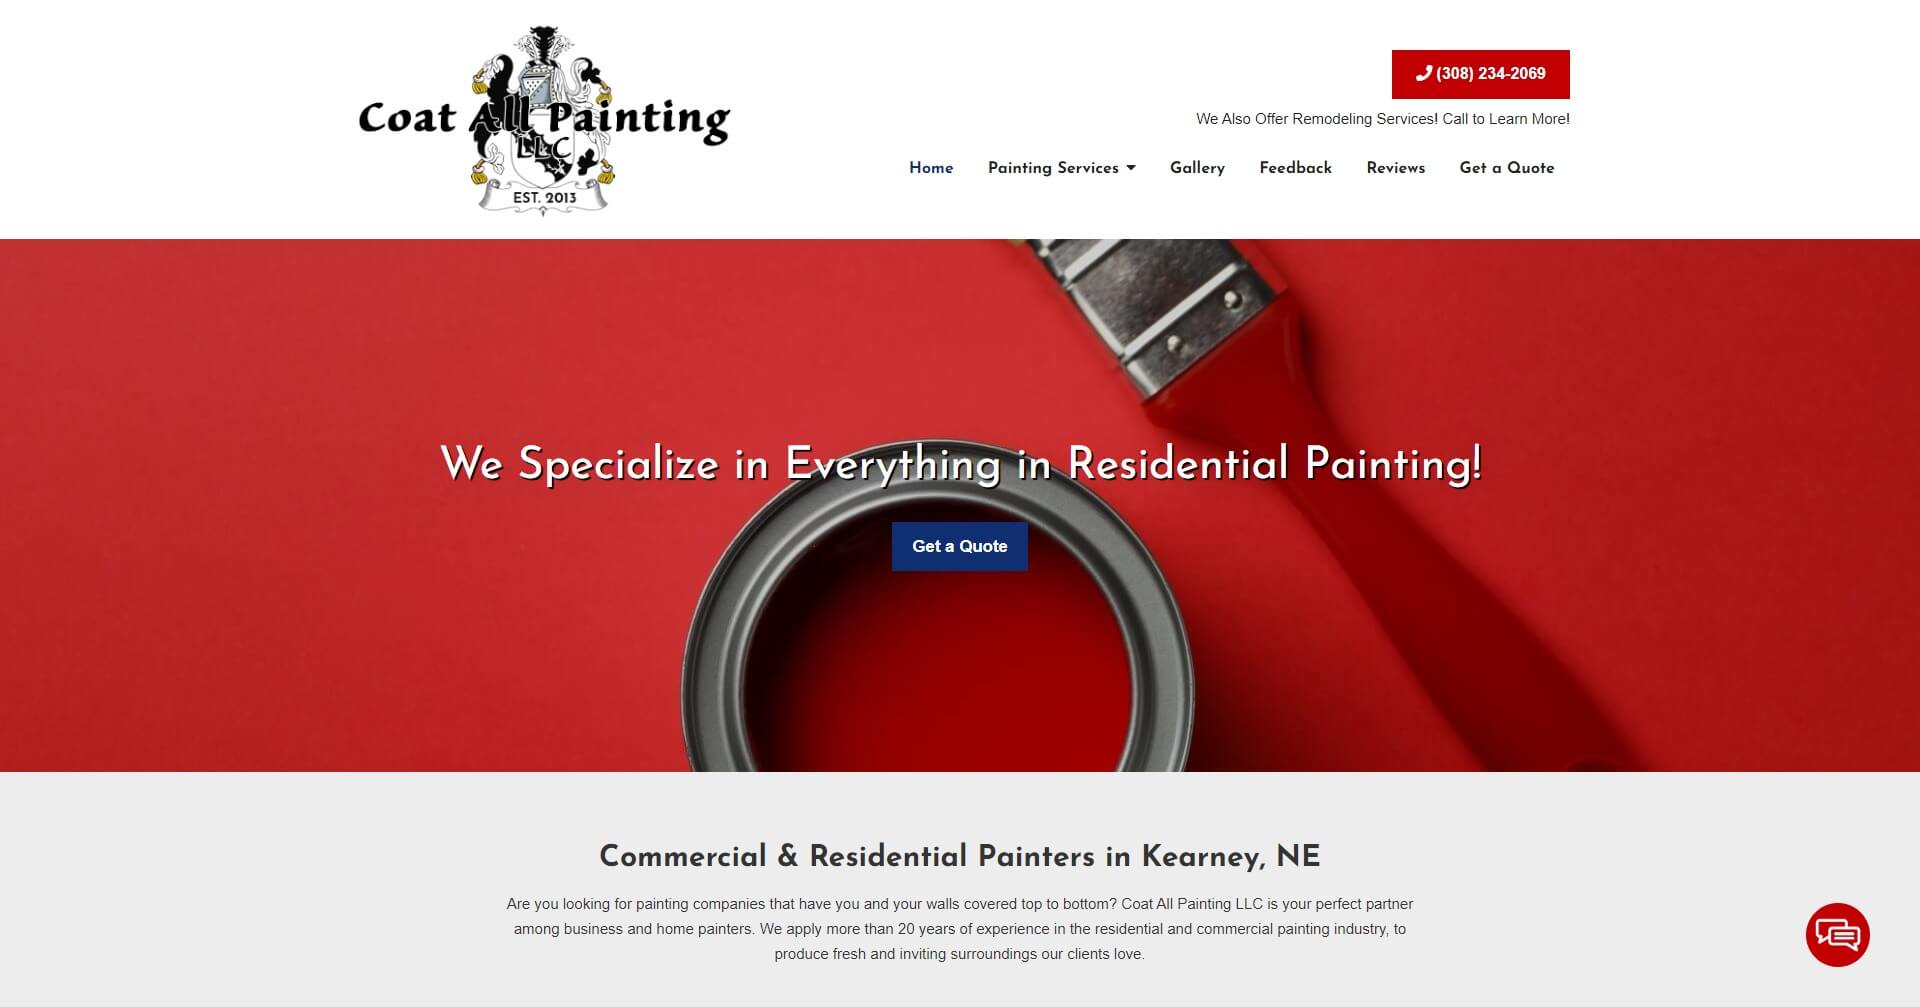 Coat All Painting
LLC
EST. 2013
(308) 234-2069
We Also Offer Remodeling Services! Call to Learn More!
Home Painting Services Gallery Feedback Reviews Get a Quote
We Specialize in Everything in Residential Painting!
Get a Quote
Commercial & Residential Painters in Kearney, NE
Are you looking for painting companies that have you and your walls covered top to bottom? Coat All Painting LLC is your perfect partner
among business and home painters. We apply more than 20 years of experience in the residential and commercial painting industry, to
produce fresh and inviting surroundings our clients love.